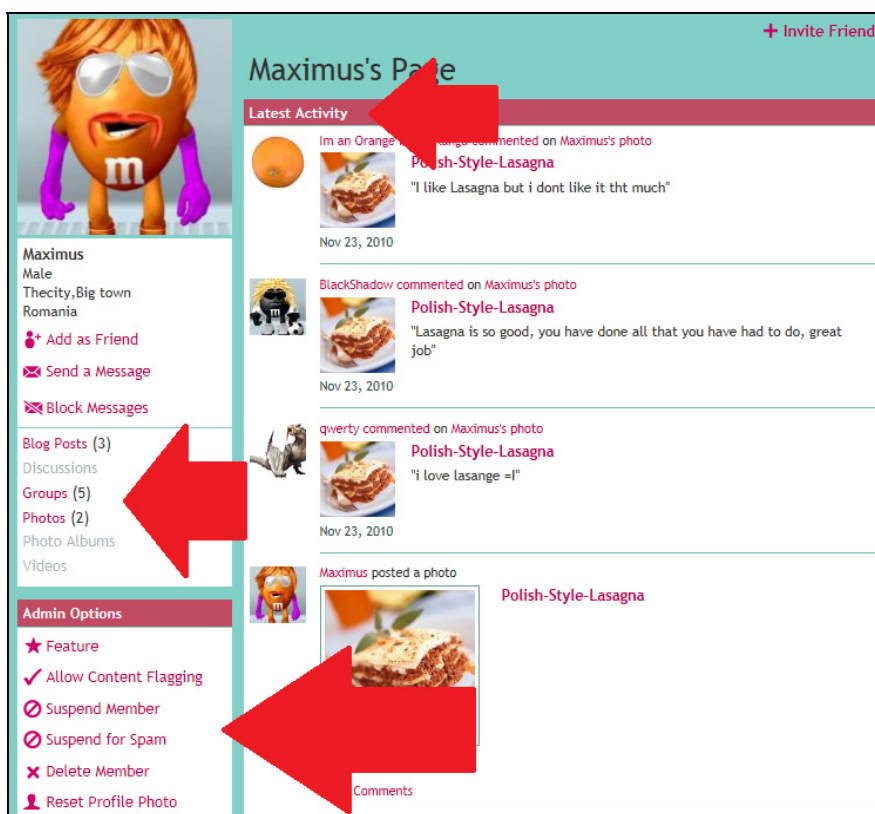 + Invite Friend
Maximus's Page
m
Maximus
Male
Thecity,Big town
Romania
Add as Friend
Send a Message
Block Messages
Blog Posts (3)
Discussions
Groups (5)
Photos (2)
Photo Albums
Videos
Admin Options
Feature
Allow Content Flagging
Suspend Member
Suspend for Spam
Delete Member
Reset Profile Photo
Latest Activity
Im an Orange commented on Maximus's photo
Polish-Style-Lasagna
"I like Lasagna but i dont like it tht much"
Nov 23, 2010
BlackShadow commented on Maximus's photo
Polish-Style-Lasagna
"Lasagna is so good, you have done all that you have had to do, great
job"
Nov 23, 2010
qwerty commented on Maximus's photo
Polish-Style-Lasagna
"i love lasange =l"
Nov 23, 2010
Maximus posted a photo
Polish-Style-Lasagna
Comments